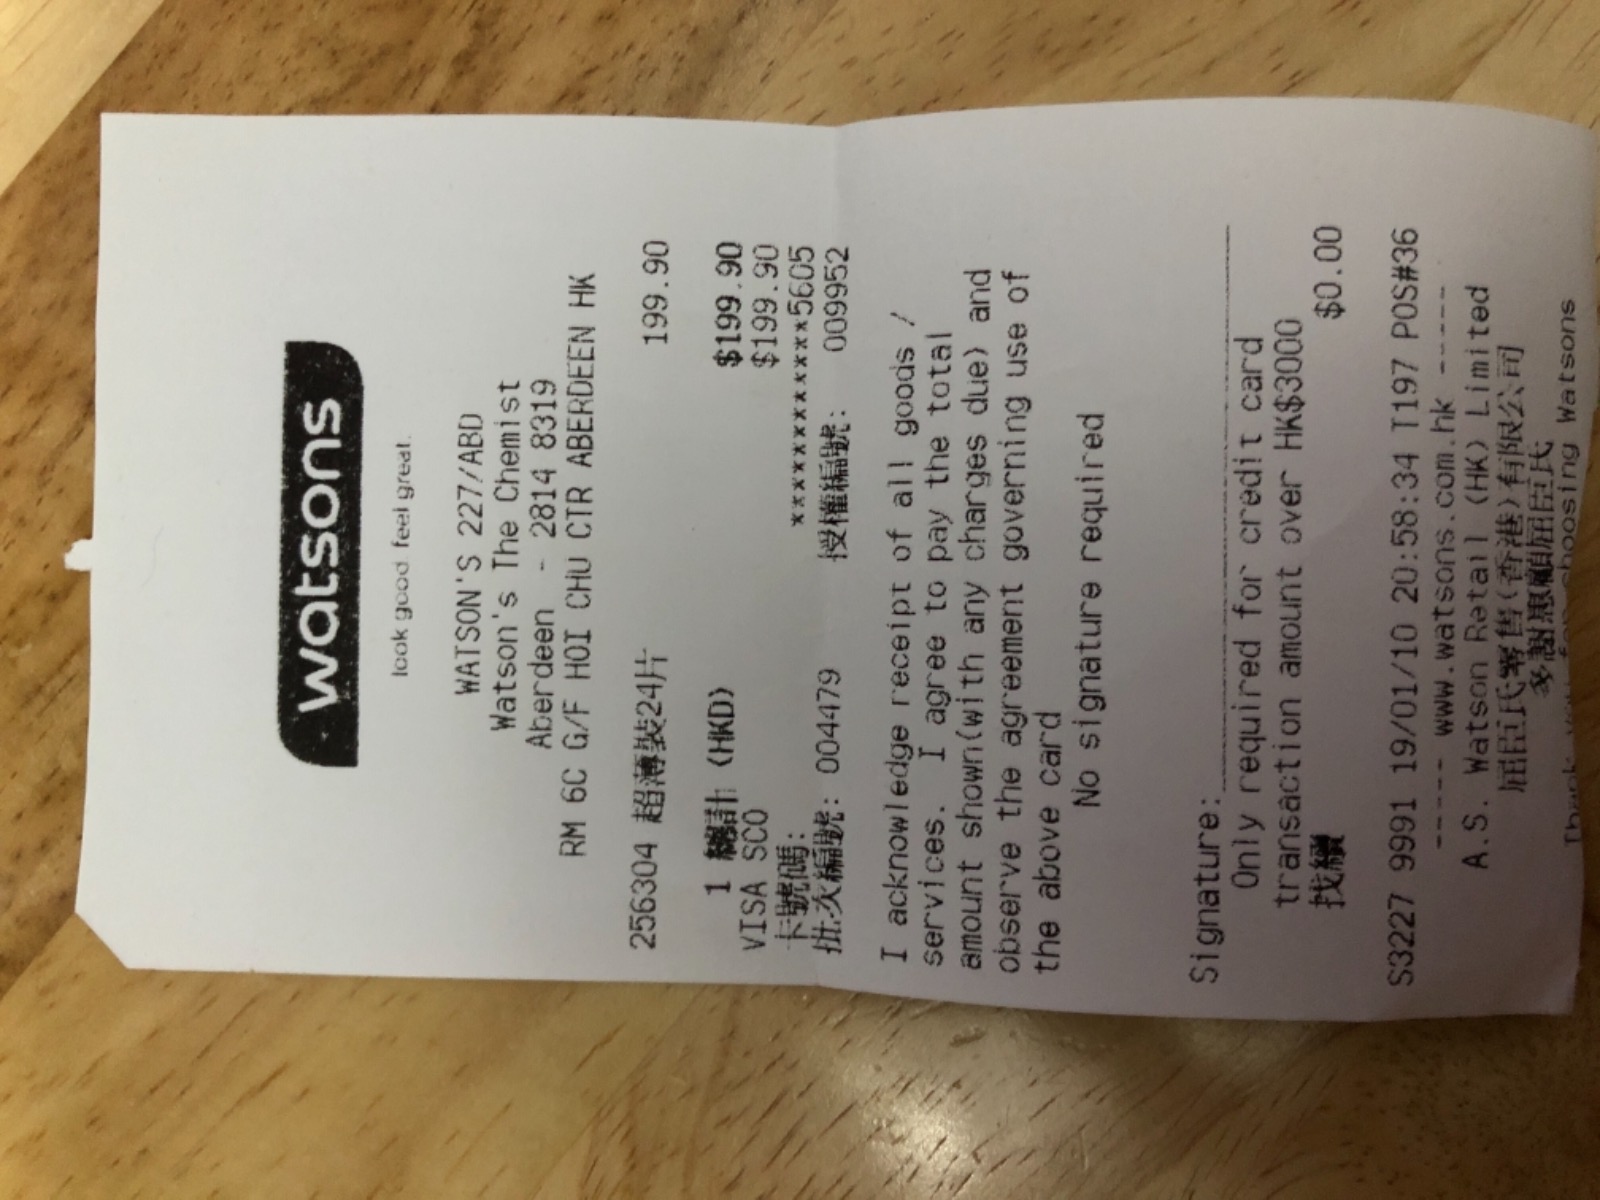 watsons
look good. feel great.
WATSON'S 227/ABD
Watson's The Chemist
Aberdeen - 2814 8319
RM 6C G/F HOI CHU CTR ABERDEEN HK
256304 超薄裝24片 199.90
1 總計 (HKD) $199.90
VISA SCO $199.90
卡號碼: ************5605
批次編號: 004479 授權編號: 009952
I acknowledge receipt of all goods /
services. I agree to pay the total
amount shown(with any charges due) and
observe the agreement governing use of
the above card
No signature required
Signature:
Only required for credit card
transaction amount over HK$3000
找續 $0.00
S3227 9991 19/01/10 20:58:34 T197 POS#36
----- www.watsons.com.hk -----
A.S. Watson Retail (HK) Limited
屈臣氏零售(香港)有限公司
多謝惠顧屈臣氏
Thank you for choosing Watsons